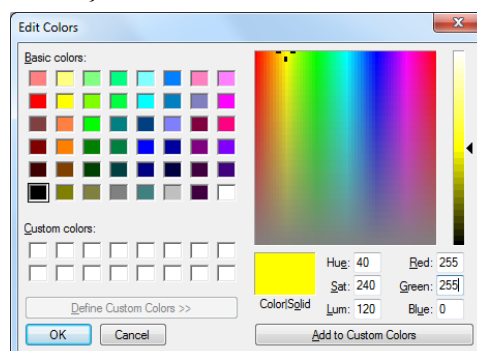 Edit Colors
Basic colors:
Custom colors:
Define Custom Colors >>
OK Cancel
Color|Solid
Hue: 40 Red: 255
Sat: 240 Green: 255
Lum: 120 Blue: 0
Add to Custom Colors